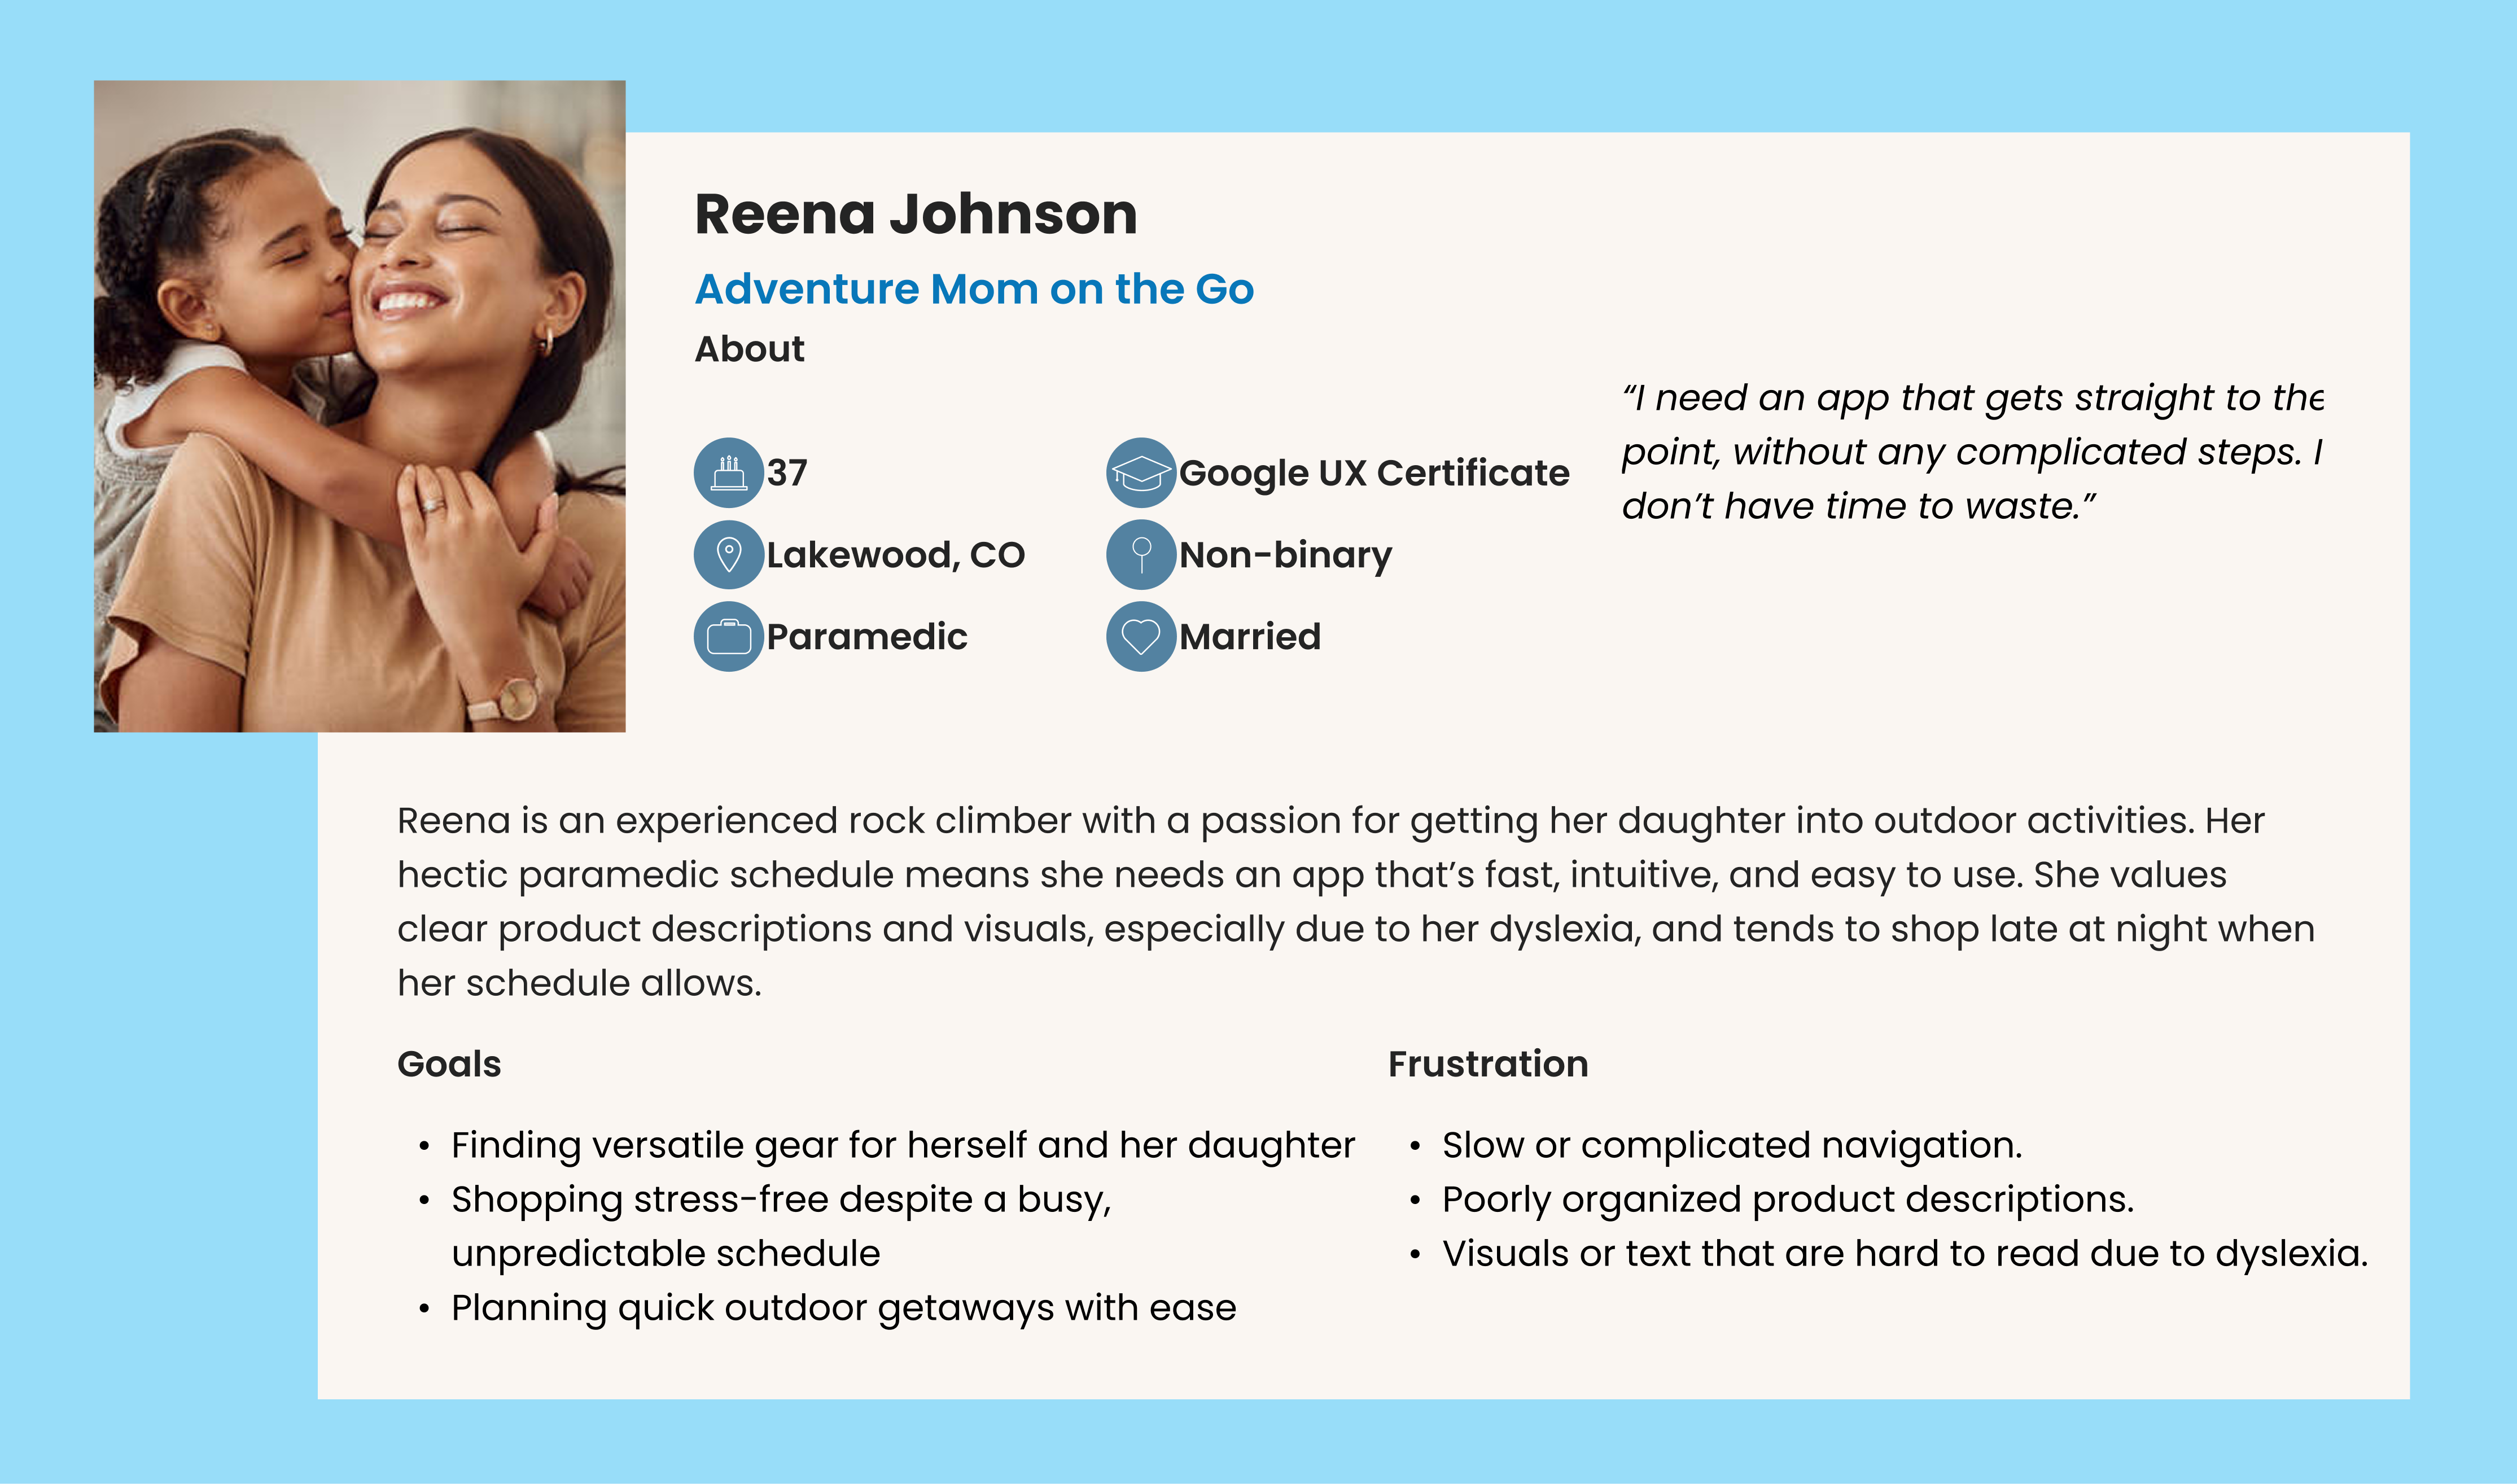 Reena Johnson
Adventure Mom on the Go
About
37
Lakewood, CO
Paramedic
Google UX Certificate
Non-binary
Married
“I need an app that gets straight to the
point, without any complicated steps. I
don’t have time to waste.”
Reena is an experienced rock climber with a passion for getting her daughter into outdoor activities. Her
hectic paramedic schedule means she needs an app that’s fast, intuitive, and easy to use. She values
clear product descriptions and visuals, especially due to her dyslexia, and tends to shop late at night when
her schedule allows.
Goals
• Finding versatile gear for herself and her daughter
• Shopping stress-free despite a busy,
unpredictable schedule
• Planning quick outdoor getaways with ease
Frustration
• Slow or complicated navigation.
• Poorly organized product descriptions.
• Visuals or text that are hard to read due to dyslexia.